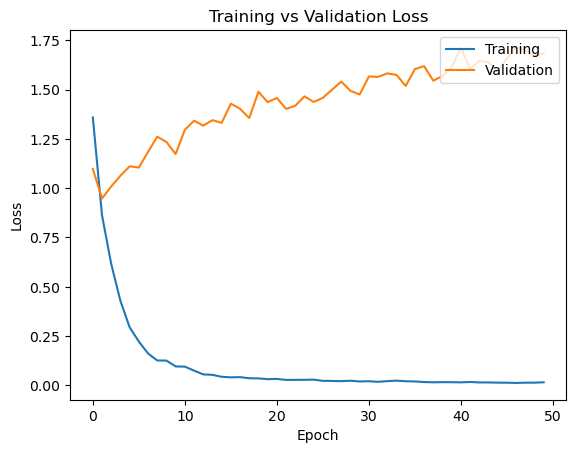 Training vs Validation Loss
1.75
1.50
1.25
1.00
0.75
0.50
0.25
0.00
Loss
Training
Validation
0 10 20 30 40 50
Epoch